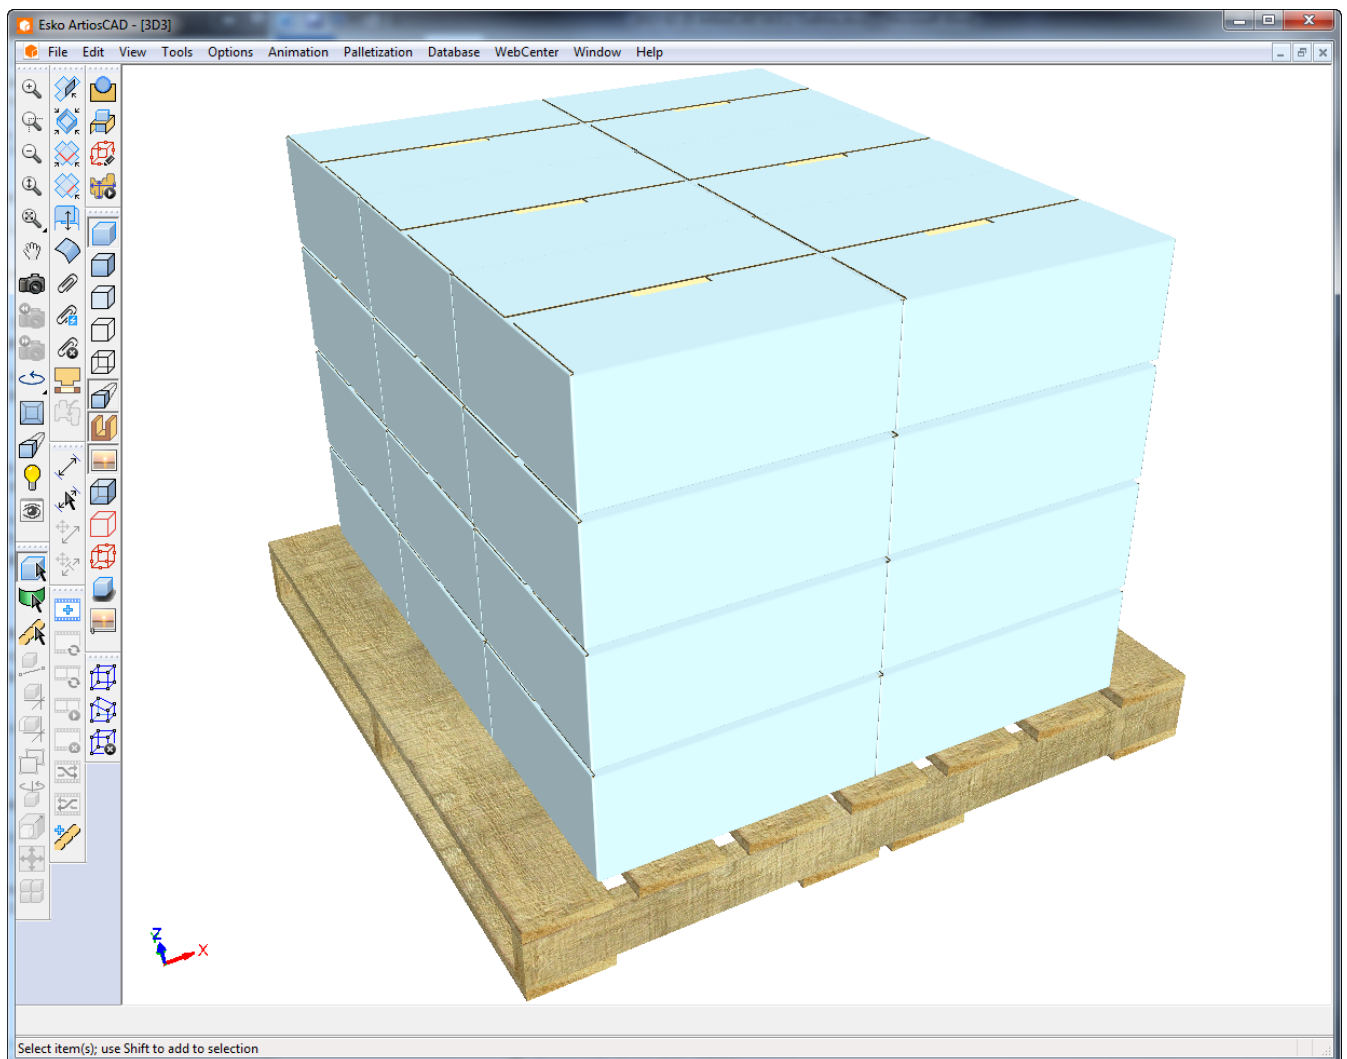 Esko ArtiosCAD - [3D3]
File Edit View Tools Options Animation Palletization Database WebCenter Window Help
Z
X
Select item(s); use Shift to add to selection